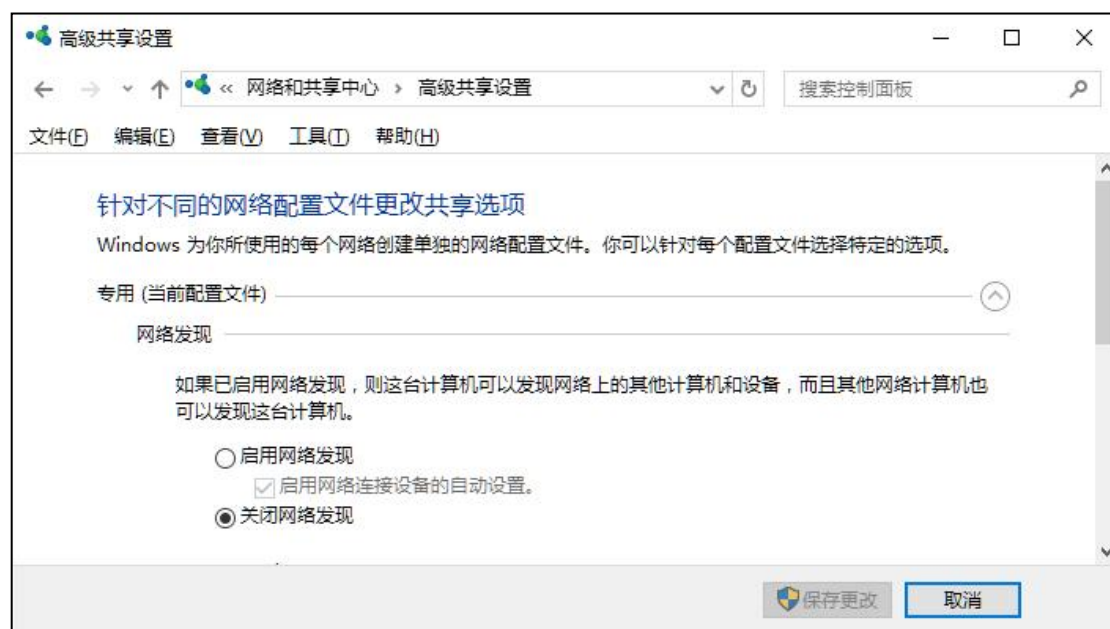 高级共享设置
« 网络和共享中心 › 高级共享设置 搜索控制面板
文件(F) 编辑(E) 查看(V) 工具(T) 帮助(H)
针对不同的网络配置文件更改共享选项
Windows 为你所使用的每个网络创建单独的网络配置文件。你可以针对每个配置文件选择特定的选项。
专用 (当前配置文件)
网络发现
如果已启用网络发现，则这台计算机可以发现网络上的其他计算机和设备，而且其他网络计算机也
可以发现这台计算机。
启用网络发现
启用网络连接设备的自动设置。
关闭网络发现
保存更改 取消